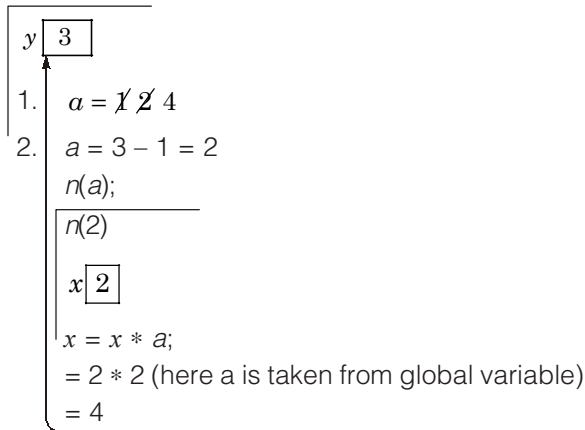 y 3
1. a = 1 2 4
2. a = 3 – 1 = 2
n(a);
n(2)
x 2
x = x * a;
= 2 * 2 (here a is taken from global variable)
= 4